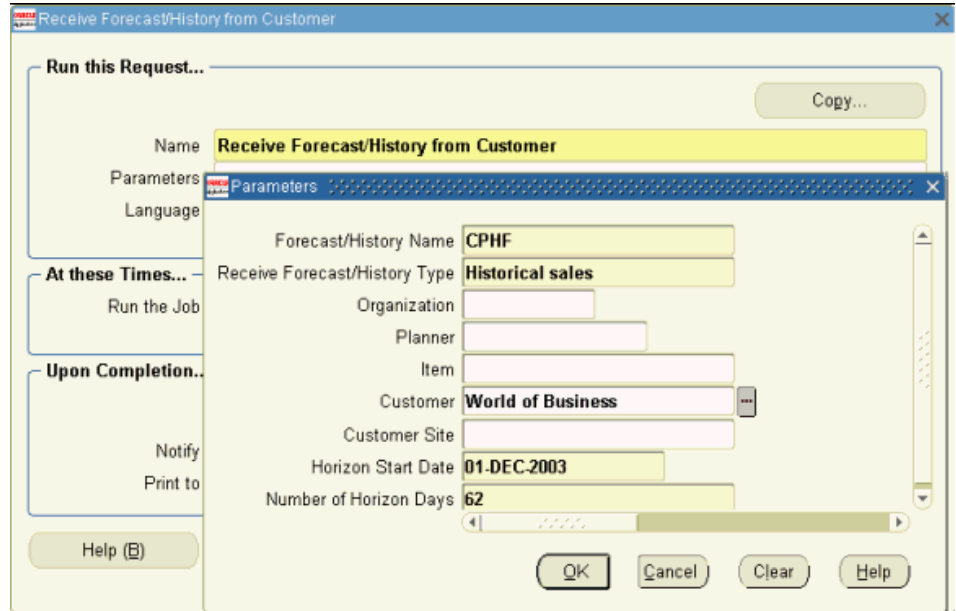 Receive Forecast/History from Customer
Run this Request...
Copy...
Name Receive Forecast/History from Customer
Parameters
Language
Parameters
Forecast/History Name CPHF
Receive Forecast/History Type Historical sales
Organization
Planner
Item
Customer World of Business
Customer Site
Horizon Start Date 01-DEC-2003
Number of Horizon Days 62
At these Times...
Run the Job
Upon Completion..
Notify
Print to
Help (B)
OK Cancel Clear Help